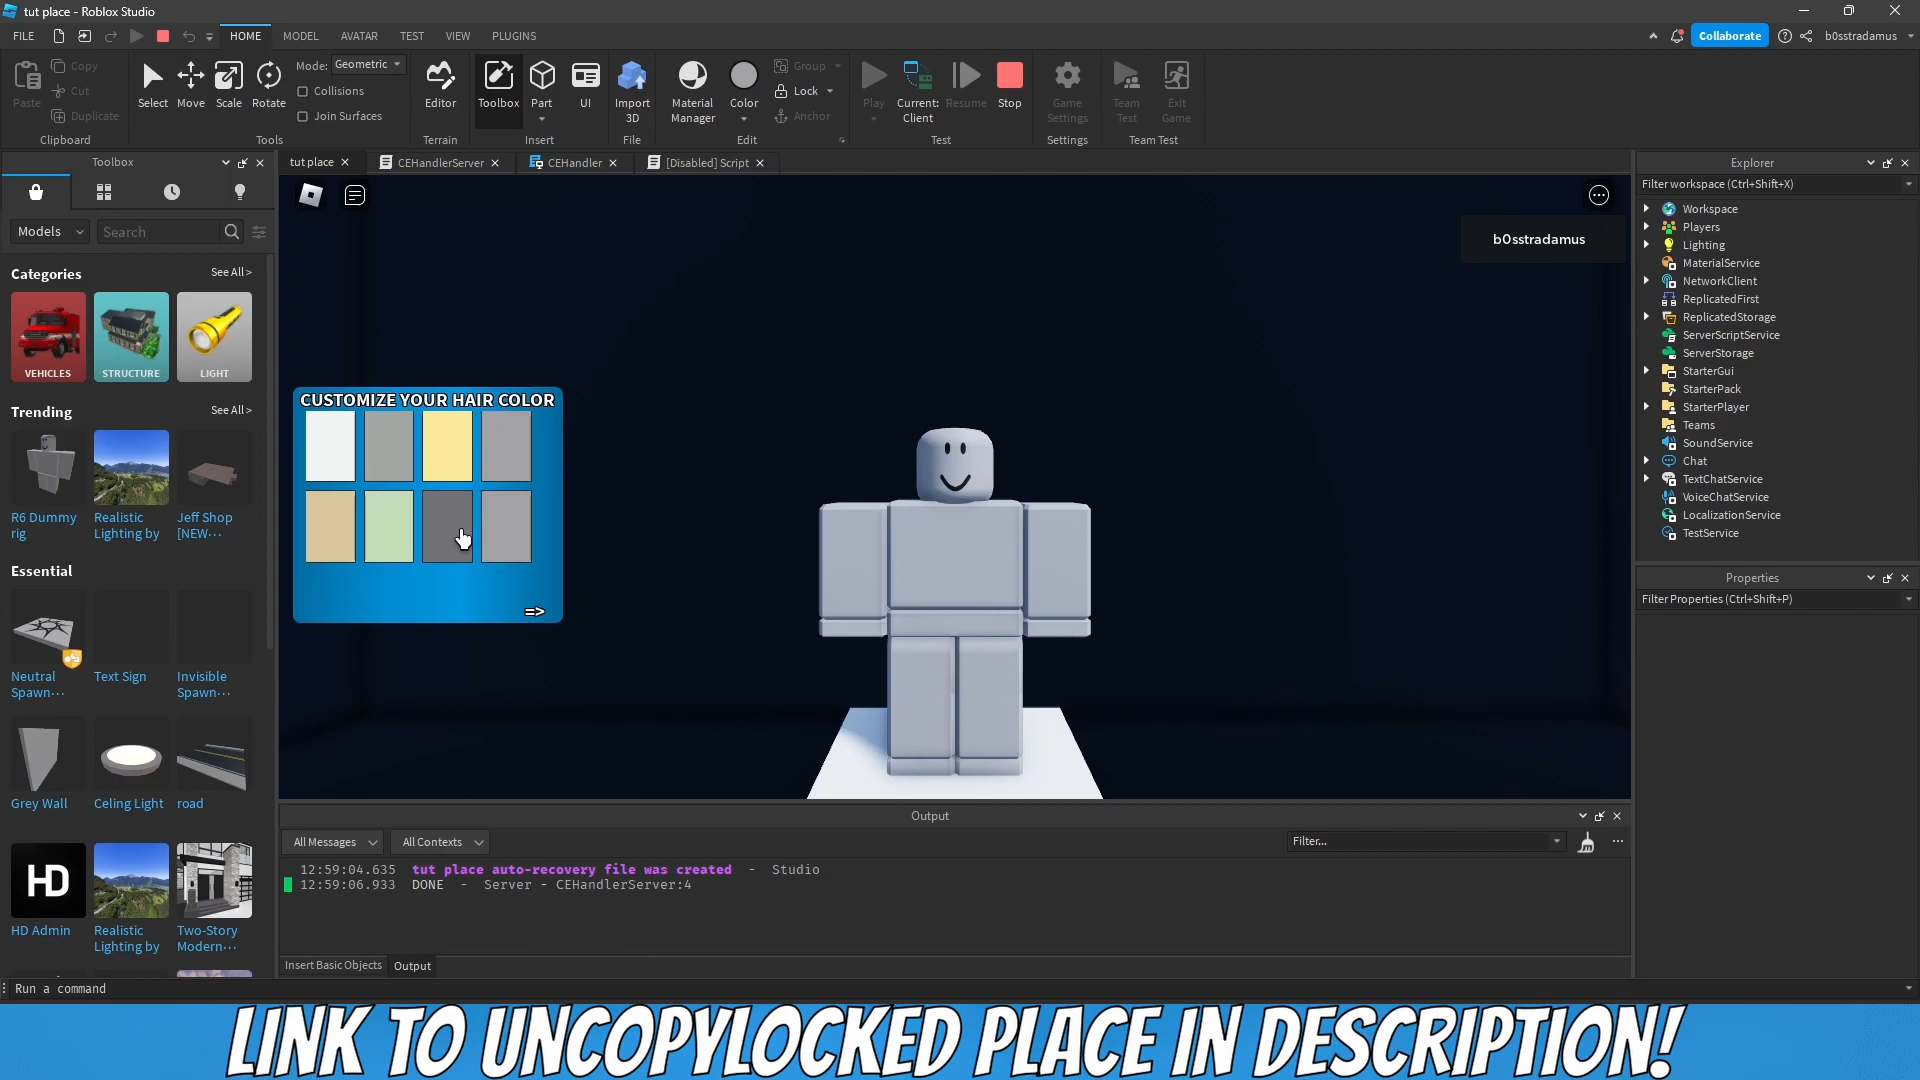 tut place - Roblox Studio
FILE
HOME
MODEL
AVATAR
TEST
VIEW
PLUGINS
Collaborate
b0sstradamus
Paste
Copy
Cut
Duplicate
Clipboard
Select
Move
Scale
Rotate
Mode:
Geometric
Collisions
Join Surfaces
Tools
Editor
Terrain
Toolbox
Part
UI
Insert
Import
3D
File
Material
Manager
Color
Group
Lock
Anchor
Edit
Play
Current:
Client
Resume
Stop
Test
Game
Settings
Settings
Team
Test
Exit
Game
Team Test
Toolbox
tut place
CEHandlerServer
CEHandler
[Disabled] Script
Models
Search
Categories
See All >
VEHICLES
STRUCTURE
LIGHT
Trending
See All >
R6 Dummy
rig
Realistic
Lighting by
Jeff Shop
[NEW...
Essential
Neutral
Spawn...
Text Sign
Invisible
Spawn...
Grey Wall
Celing Light
road
HD
HD Admin
Realistic
Lighting by
Two-Story
Modern...
b0sstradamus
CUSTOMIZE YOUR HAIR COLOR
=>
Output
All Messages
All Contexts
Filter...
12:59:04.635 tut place auto-recovery file was created - Studio
12:59:06.933 DONE - Server - CEHandlerServer:4
Insert Basic Objects
Output
Explorer
Filter workspace (Ctrl+Shift+X)
Workspace
Players
Lighting
MaterialService
NetworkClient
ReplicatedFirst
ReplicatedStorage
ServerScriptService
ServerStorage
StarterGui
StarterPack
StarterPlayer
Teams
SoundService
Chat
TextChatService
VoiceChatService
LocalizationService
TestService
Properties
Filter Properties (Ctrl+Shift+P)
Run a command
LINK TO UNCOPYLOCKED PLACE IN DESCRIPTION!